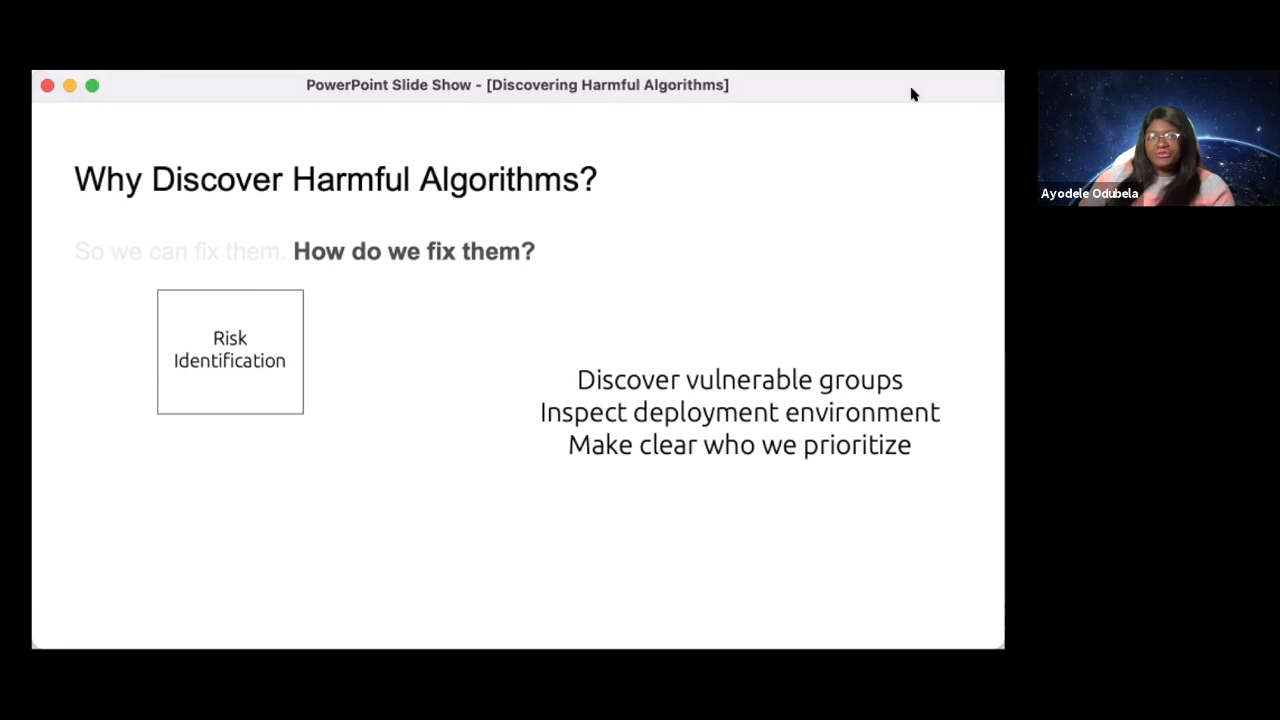 PowerPoint Slide Show - [Discovering Harmful Algorithms]
Why Discover Harmful Algorithms?
So we can fix them. How do we fix them?
Risk
Identification
Discover vulnerable groups
Inspect deployment environment
Make clear who we prioritize
Ayodele Odubela